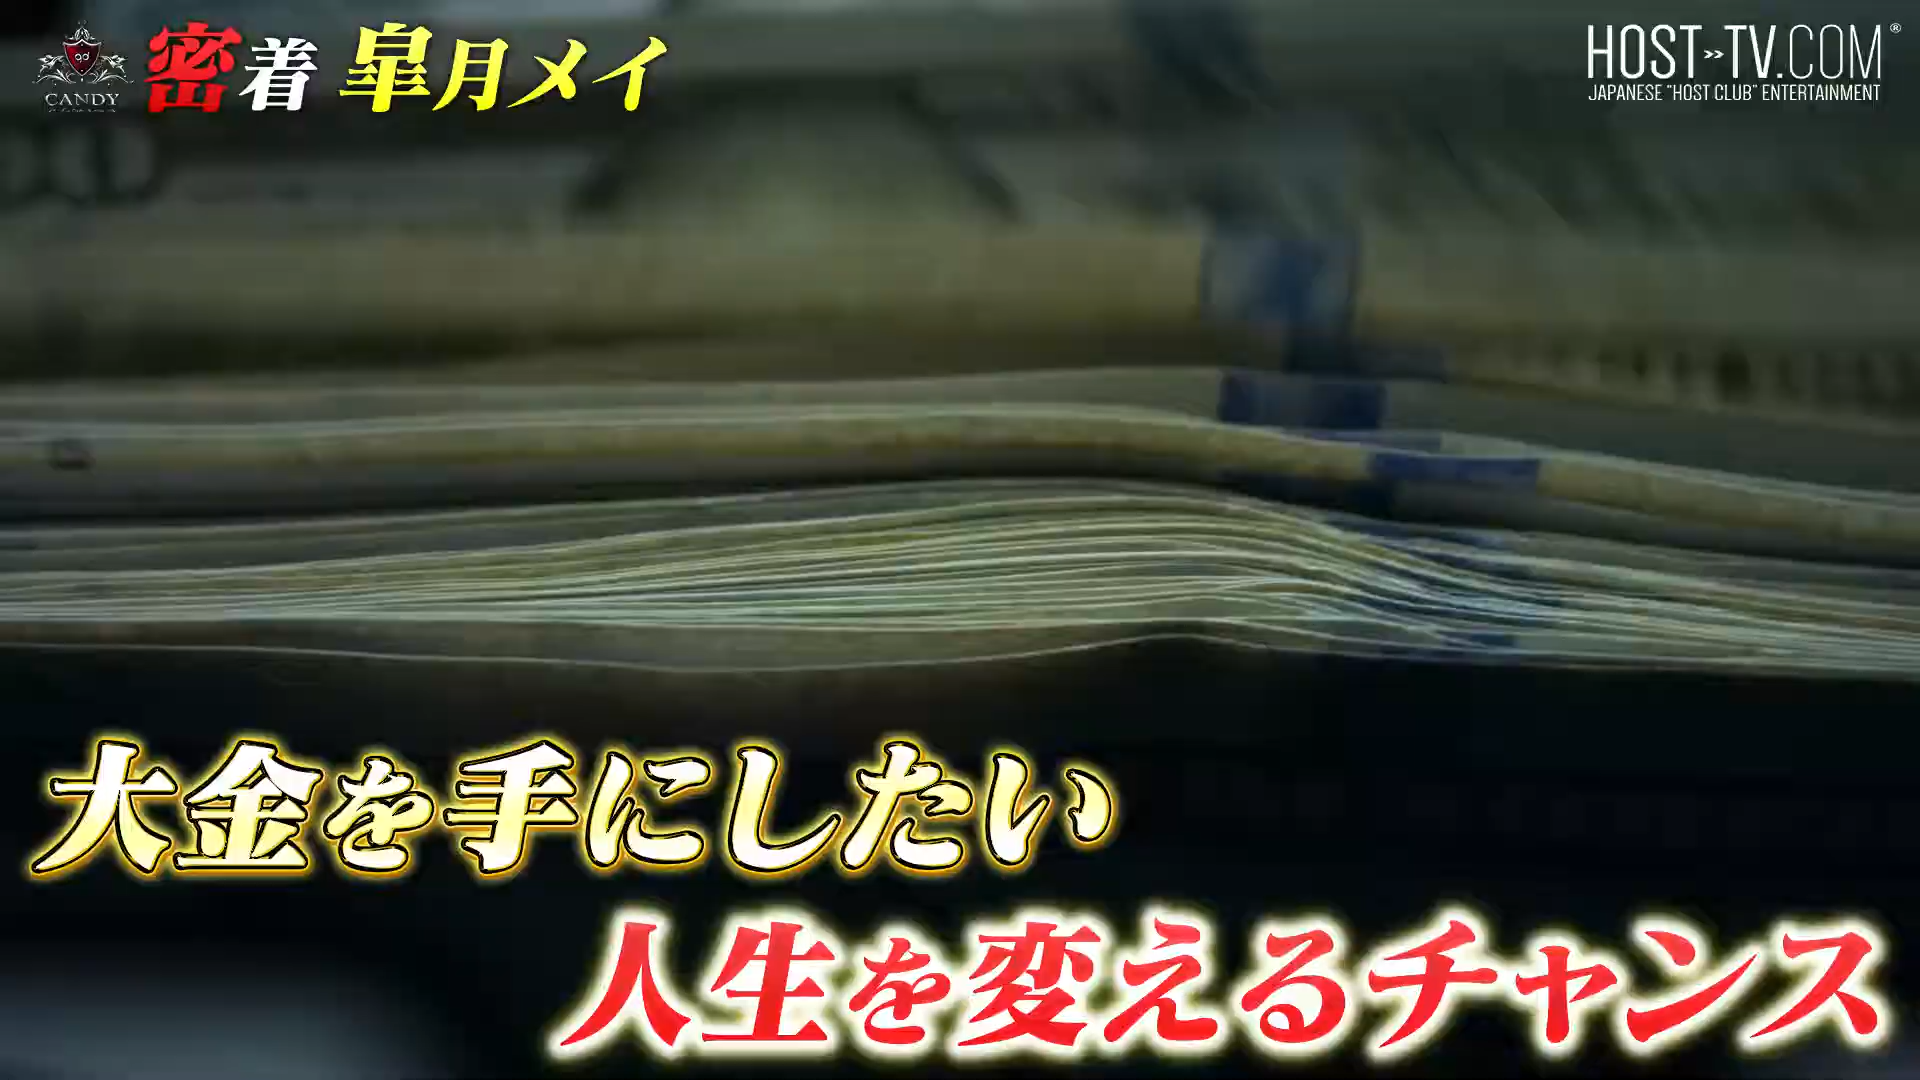 CANDY
密着 皐月メイ
HOST»TV.COM®
JAPANESE "HOST CLUB" ENTERTAINMENT
大金を手にしたい
人生を変えるチャンス